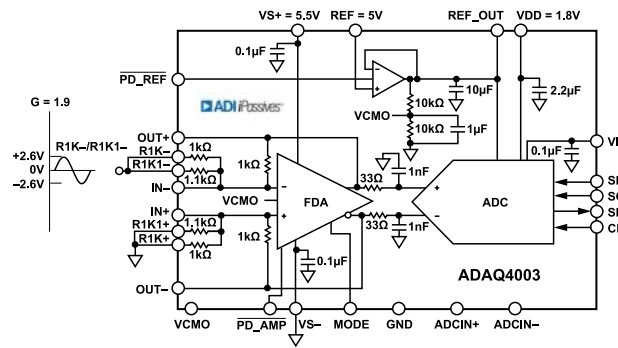 VS+ = 5.5V REF = 5V REF_OUT VDD = 1.8V
0.1µF
PD_REF
10µF
2.2µF
G = 1.9
ADI iPassives
10kΩ
VCMO
10kΩ
1µF
R1K–/R1K1–
+2.6V
0V
–2.6V
OUT+
R1K–
1kΩ
R1K1–
1.1kΩ
IN–
1kΩ
0.1µF
1nF
33Ω
FDA
ADC
VCMO
IN+
R1K1+
1.1kΩ
R1K+
1kΩ
1kΩ
33Ω
1nF
0.1µF
OUT–
ADAQ4003
VCMO PD_AMP VS– MODE GND ADCIN+ ADCIN–